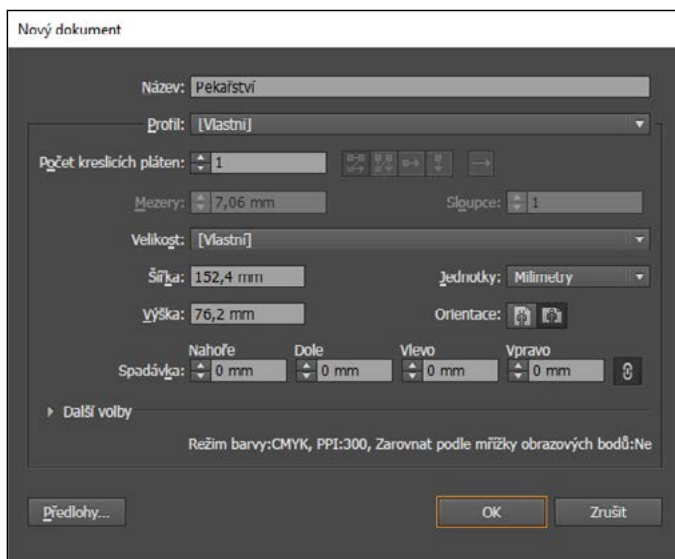 Nový dokument
Název: Pekařství
Profil: [Vlastní]
Počet kreslicích pláten: 1
Mezery: 7,06 mm Sloupce: 1
Velikost: [Vlastní]
Šířka: 152,4 mm Jednotky: Milimetry
Výška: 76,2 mm Orientace:
Nahoře Dole Vlevo Vpravo
Spadávka: 0 mm 0 mm 0 mm 0 mm
Další volby
Režim barvy:CMYK, PPI:300, Zarovnat podle mřížky obrazových bodů:Ne
Předlohy... OK Zrušit